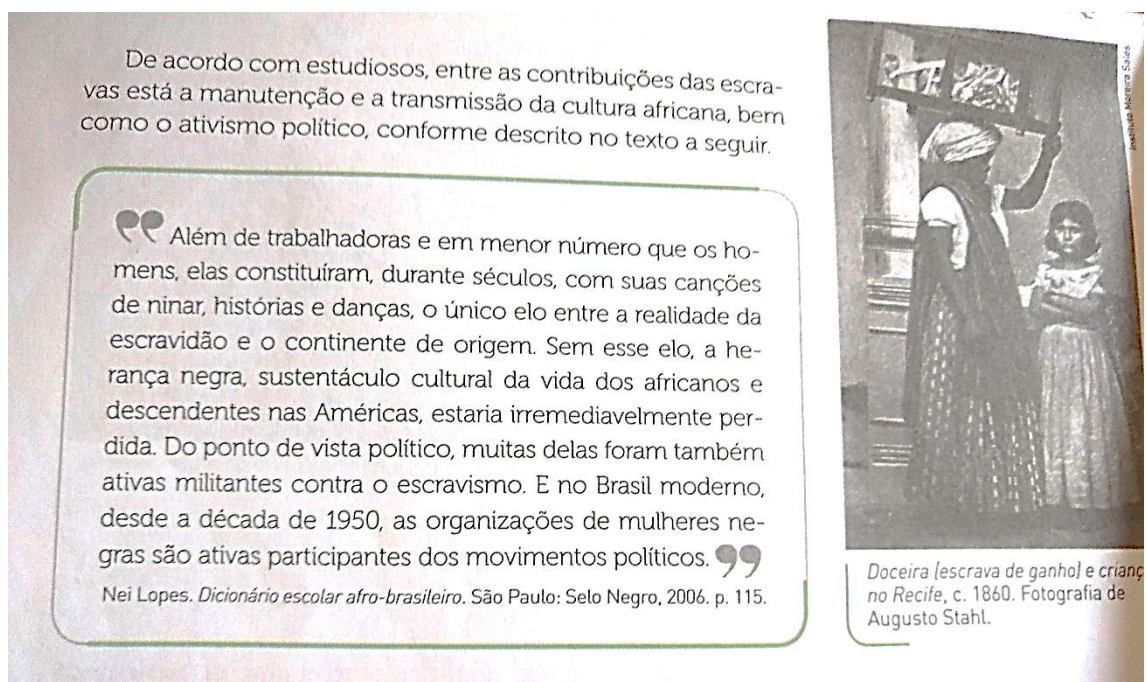 De acordo com estudiosos, entre as contribuições das escra-
vas está a manutenção e a transmissão da cultura africana, bem
como o ativismo político, conforme descrito no texto a seguir.
“ Além de trabalhadoras e em menor número que os ho-
mens, elas constituíram, durante séculos, com suas canções
de ninar, histórias e danças, o único elo entre a realidade da
escravidão e o continente de origem. Sem esse elo, a he-
rança negra, sustentáculo cultural da vida dos africanos e
descendentes nas Américas, estaria irremediavelmente per-
dida. Do ponto de vista político, muitas delas foram também
ativas militantes contra o escravismo. E no Brasil moderno,
desde a década de 1950, as organizações de mulheres ne-
gras são ativas participantes dos movimentos políticos. ”
Nei Lopes. Dicionário escolar afro-brasileiro. São Paulo: Selo Negro, 2006. p. 115.
Instituto Moreira Salles
Doceira (escrava de ganho) e crianç
no Recife, c. 1860. Fotografia de
Augusto Stahl.